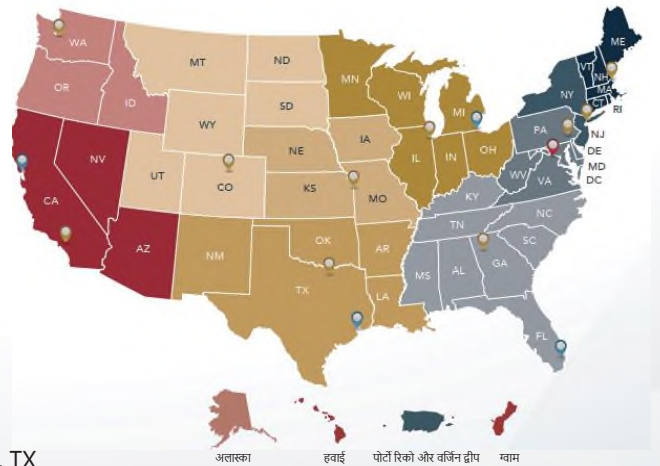 WA
MT
ND
MN
ME
VT
NH
OR
ID
SD
WI
MI
NY
MA
CT
RI
WY
IA
PA
NJ
NV
NE
IL
IN
OH
DE
MD
DC
UT
CO
WV
VA
CA
KS
MO
KY
NC
TN
AZ
NM
OK
AR
SC
MS
AL
GA
TX
LA
FL
TX
अलास्का
हवाई
पोर्टो रिको और वर्जिन द्वीप
ग्वाम